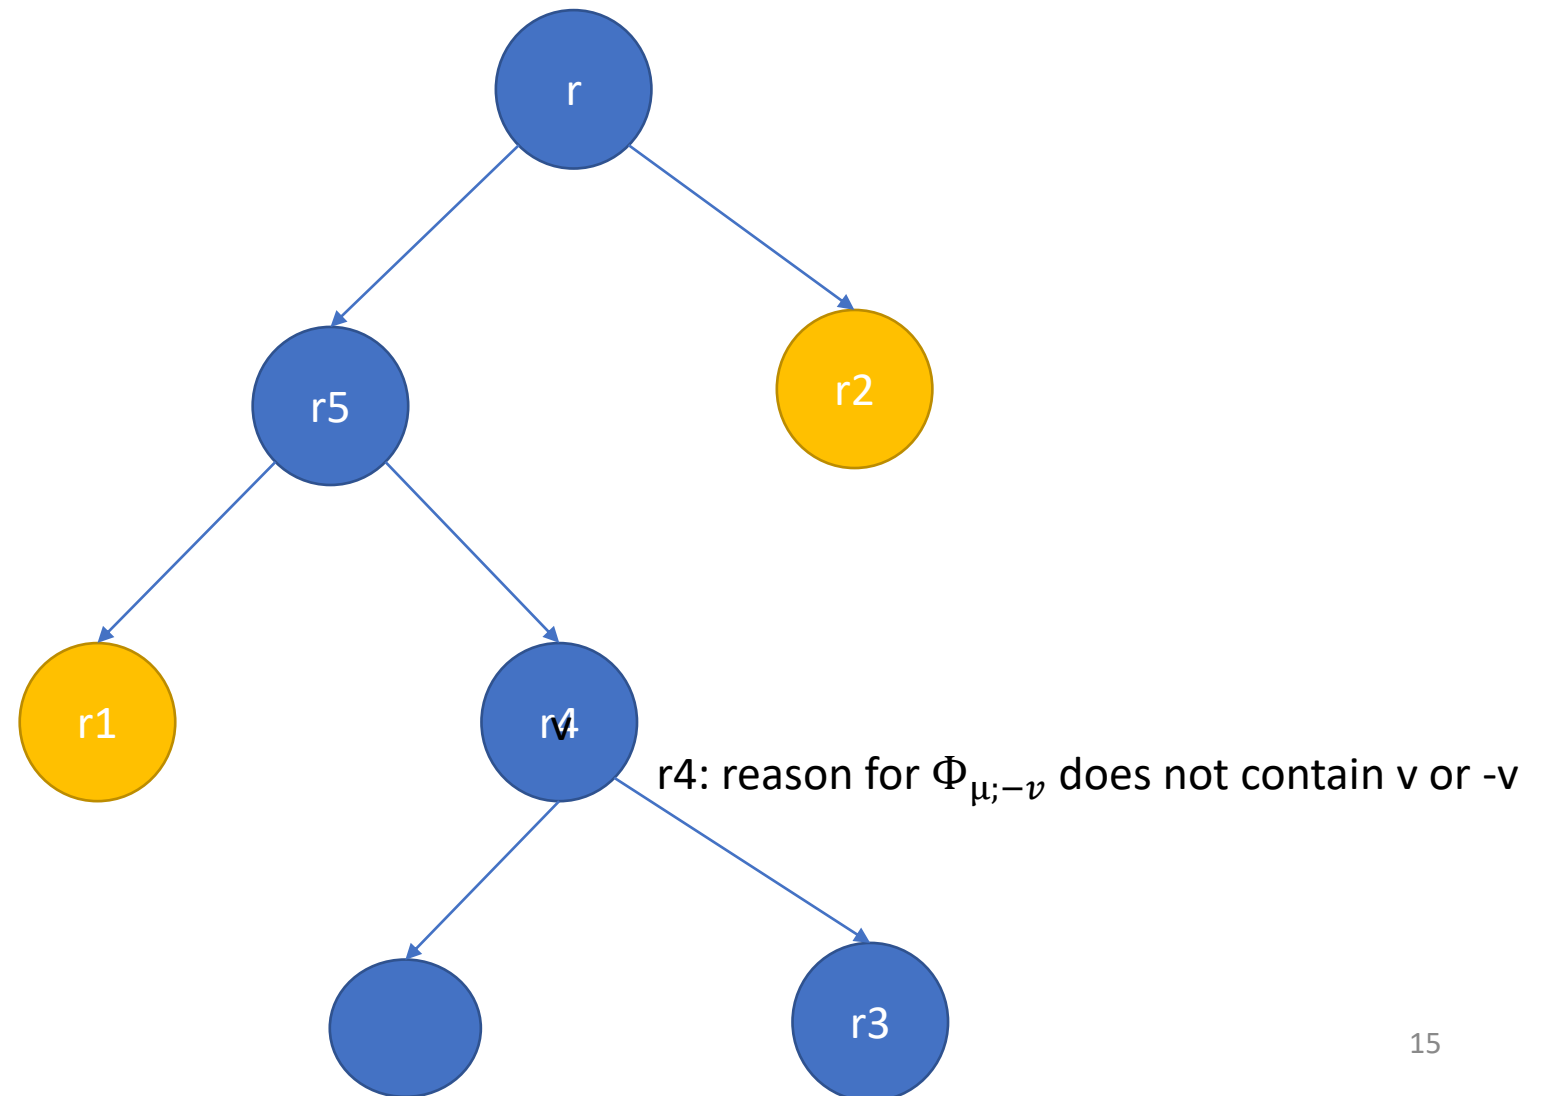 r
r5
r2
r1
r4
v
r4: reason for Φμ;−v does not contain v or -v
r3
15